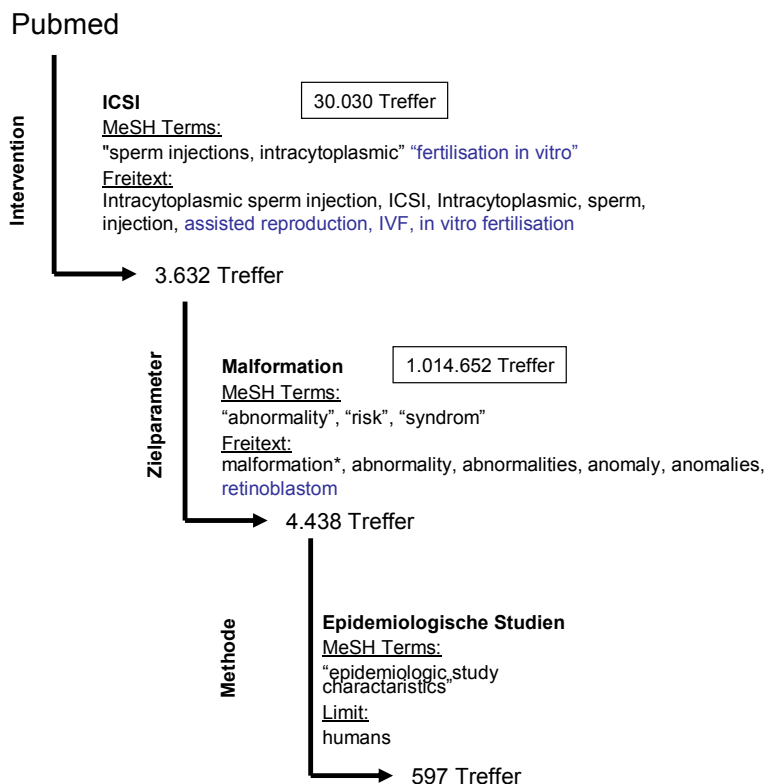 Pubmed
Intervention
ICSI
30.030 Treffer
MeSH Terms:
"sperm injections, intracytoplasmic” “fertilisation in vitro”
Freitext:
Intracytoplasmic sperm injection, ICSI, Intracytoplasmic, sperm,
injection, assisted reproduction, IVF, in vitro fertilisation
3.632 Treffer
Zielparameter
Malformation
1.014.652 Treffer
MeSH Terms:
“abnormality”, “risk”, “syndrom”
Freitext:
malformation*, abnormality, abnormalities, anomaly, anomalies,
retinoblastom
4.438 Treffer
Methode
Epidemiologische Studien
MeSH Terms:
“epidemiologic study
charactaristics”
Limit:
humans
597 Treffer